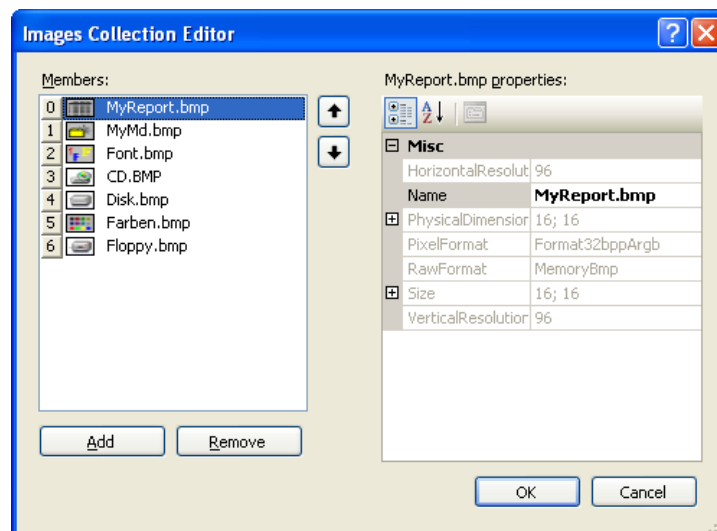 Images Collection Editor
Members:
0 MyReport.bmp
1 MyMd.bmp
2 Font.bmp
3 CD.BMP
4 Disk.bmp
5 Farben.bmp
6 Floppy.bmp
Add Remove
MyReport.bmp properties:
Misc
HorizontalResolut 96
Name MyReport.bmp
PhysicalDimension 16; 16
PixelFormat Format32bppArgb
RawFormat MemoryBmp
Size 16; 16
VerticalResolution 96
OK Cancel